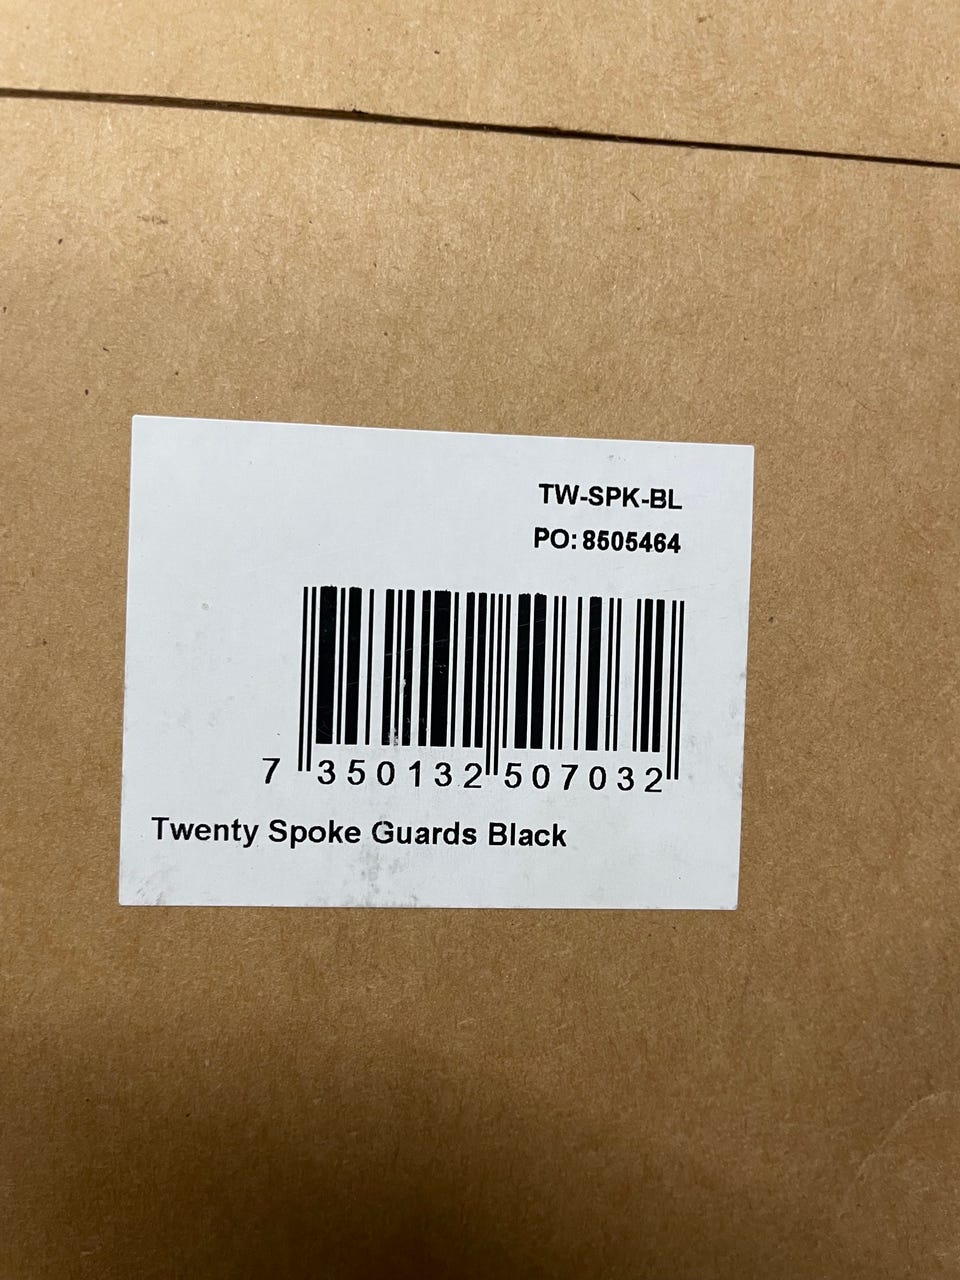 TW-SPK-BL
PO: 8505464
7 350132 507032
Twenty Spoke Guards Black